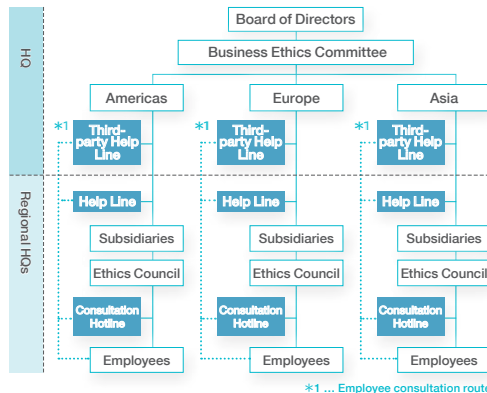 Board of Directors
Business Ethics Committee
HQ
Americas
Europe
Asia
*1
Third-
party Help
Line
*1
Third-
party Help
Line
*1
Third-
party Help
Line
Regional HQs
Help Line
Help Line
Help Line
Subsidiaries
Subsidiaries
Subsidiaries
Ethics Council
Ethics Council
Ethics Council
Consultation
Hotline
Consultation
Hotline
Consultation
Hotline
Employees
Employees
Employees
*1 ... Employee consultation route